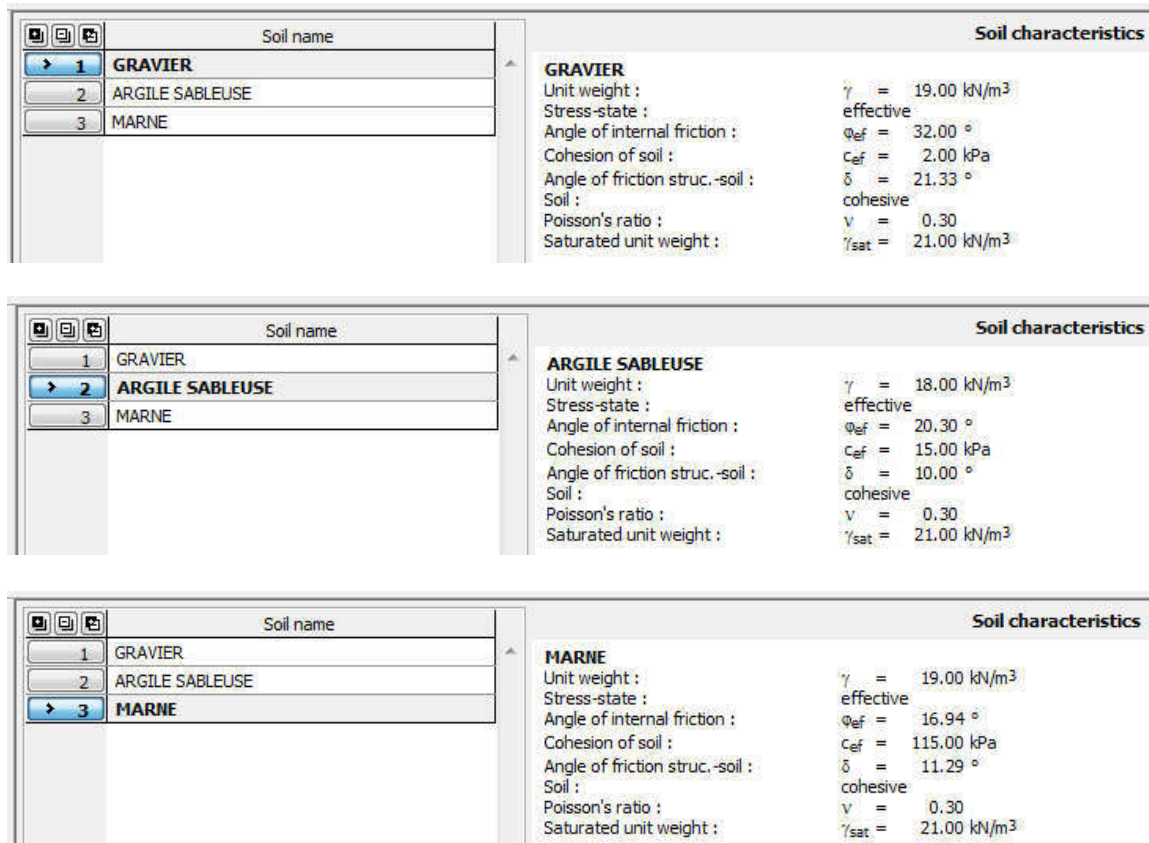 Soil name
Soil characteristics
1 GRAVIER
2 ARGILE SABLEUSE
3 MARNE
GRAVIER
Unit weight : γ = 19.00 kN/m3
Stress-state : effective
Angle of internal friction : φef = 32.00 °
Cohesion of soil : cef = 2.00 kPa
Angle of friction struc.-soil : δ = 21.33 °
Soil : cohesive
Poisson's ratio : ν = 0.30
Saturated unit weight : γsat = 21.00 kN/m3
Soil name
Soil characteristics
1 GRAVIER
2 ARGILE SABLEUSE
3 MARNE
ARGILE SABLEUSE
Unit weight : γ = 18.00 kN/m3
Stress-state : effective
Angle of internal friction : φef = 20.30 °
Cohesion of soil : cef = 15.00 kPa
Angle of friction struc.-soil : δ = 10.00 °
Soil : cohesive
Poisson's ratio : ν = 0.30
Saturated unit weight : γsat = 21.00 kN/m3
Soil name
Soil characteristics
1 GRAVIER
2 ARGILE SABLEUSE
3 MARNE
MARNE
Unit weight : γ = 19.00 kN/m3
Stress-state : effective
Angle of internal friction : φef = 16.94 °
Cohesion of soil : cef = 115.00 kPa
Angle of friction struc.-soil : δ = 11.29 °
Soil : cohesive
Poisson's ratio : ν = 0.30
Saturated unit weight : γsat = 21.00 kN/m3